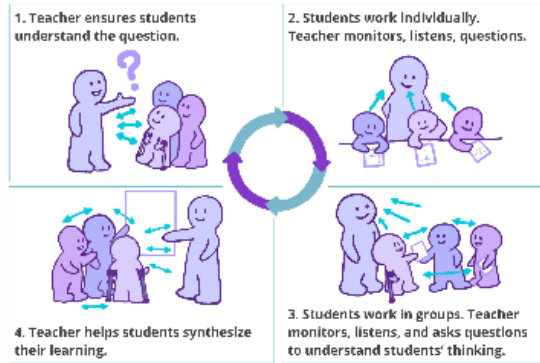 1. Teacher ensures students
understand the question.
2. Students work individually.
Teacher monitors, listens, questions.
3. Students work in groups. Teacher
monitors, listens, and asks questions
to understand students' thinking.
4. Teacher helps students synthesize
their learning.